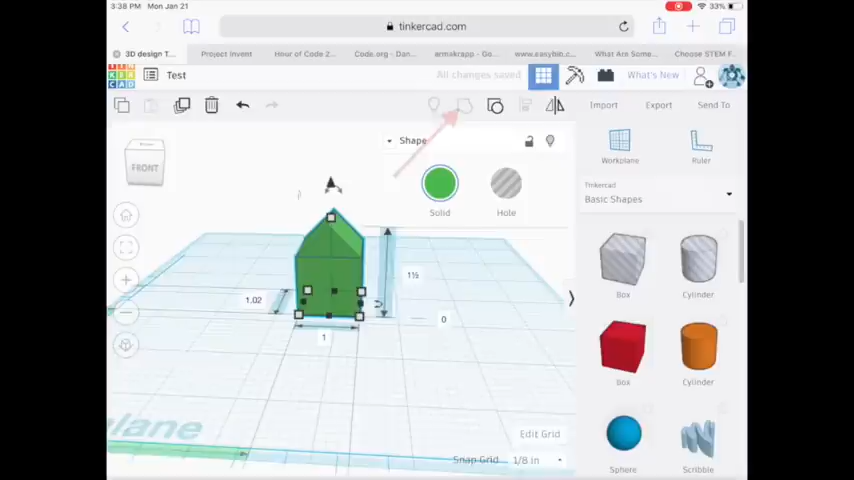 3:38 PM Mon Jan 21
33%
tinkercad.com
3D design T...
Project Invent
Hour of Code 2...
Code.org - Dan...
armskrapp - Go...
www.easybib.c...
What Are Some...
Choose STEM F...
TIN
KER
CAD
Test
All changes saved
What's New
Import
Export
Send To
FRONT
Shape
Solid
Hole
Workplane
Ruler
Tinkercad
Basic Shapes
Box
Cylinder
Box
Cylinder
Sphere
Scribble
1.02
1
1½
0
plane
Edit Grid
Snap Grid
1/8 in